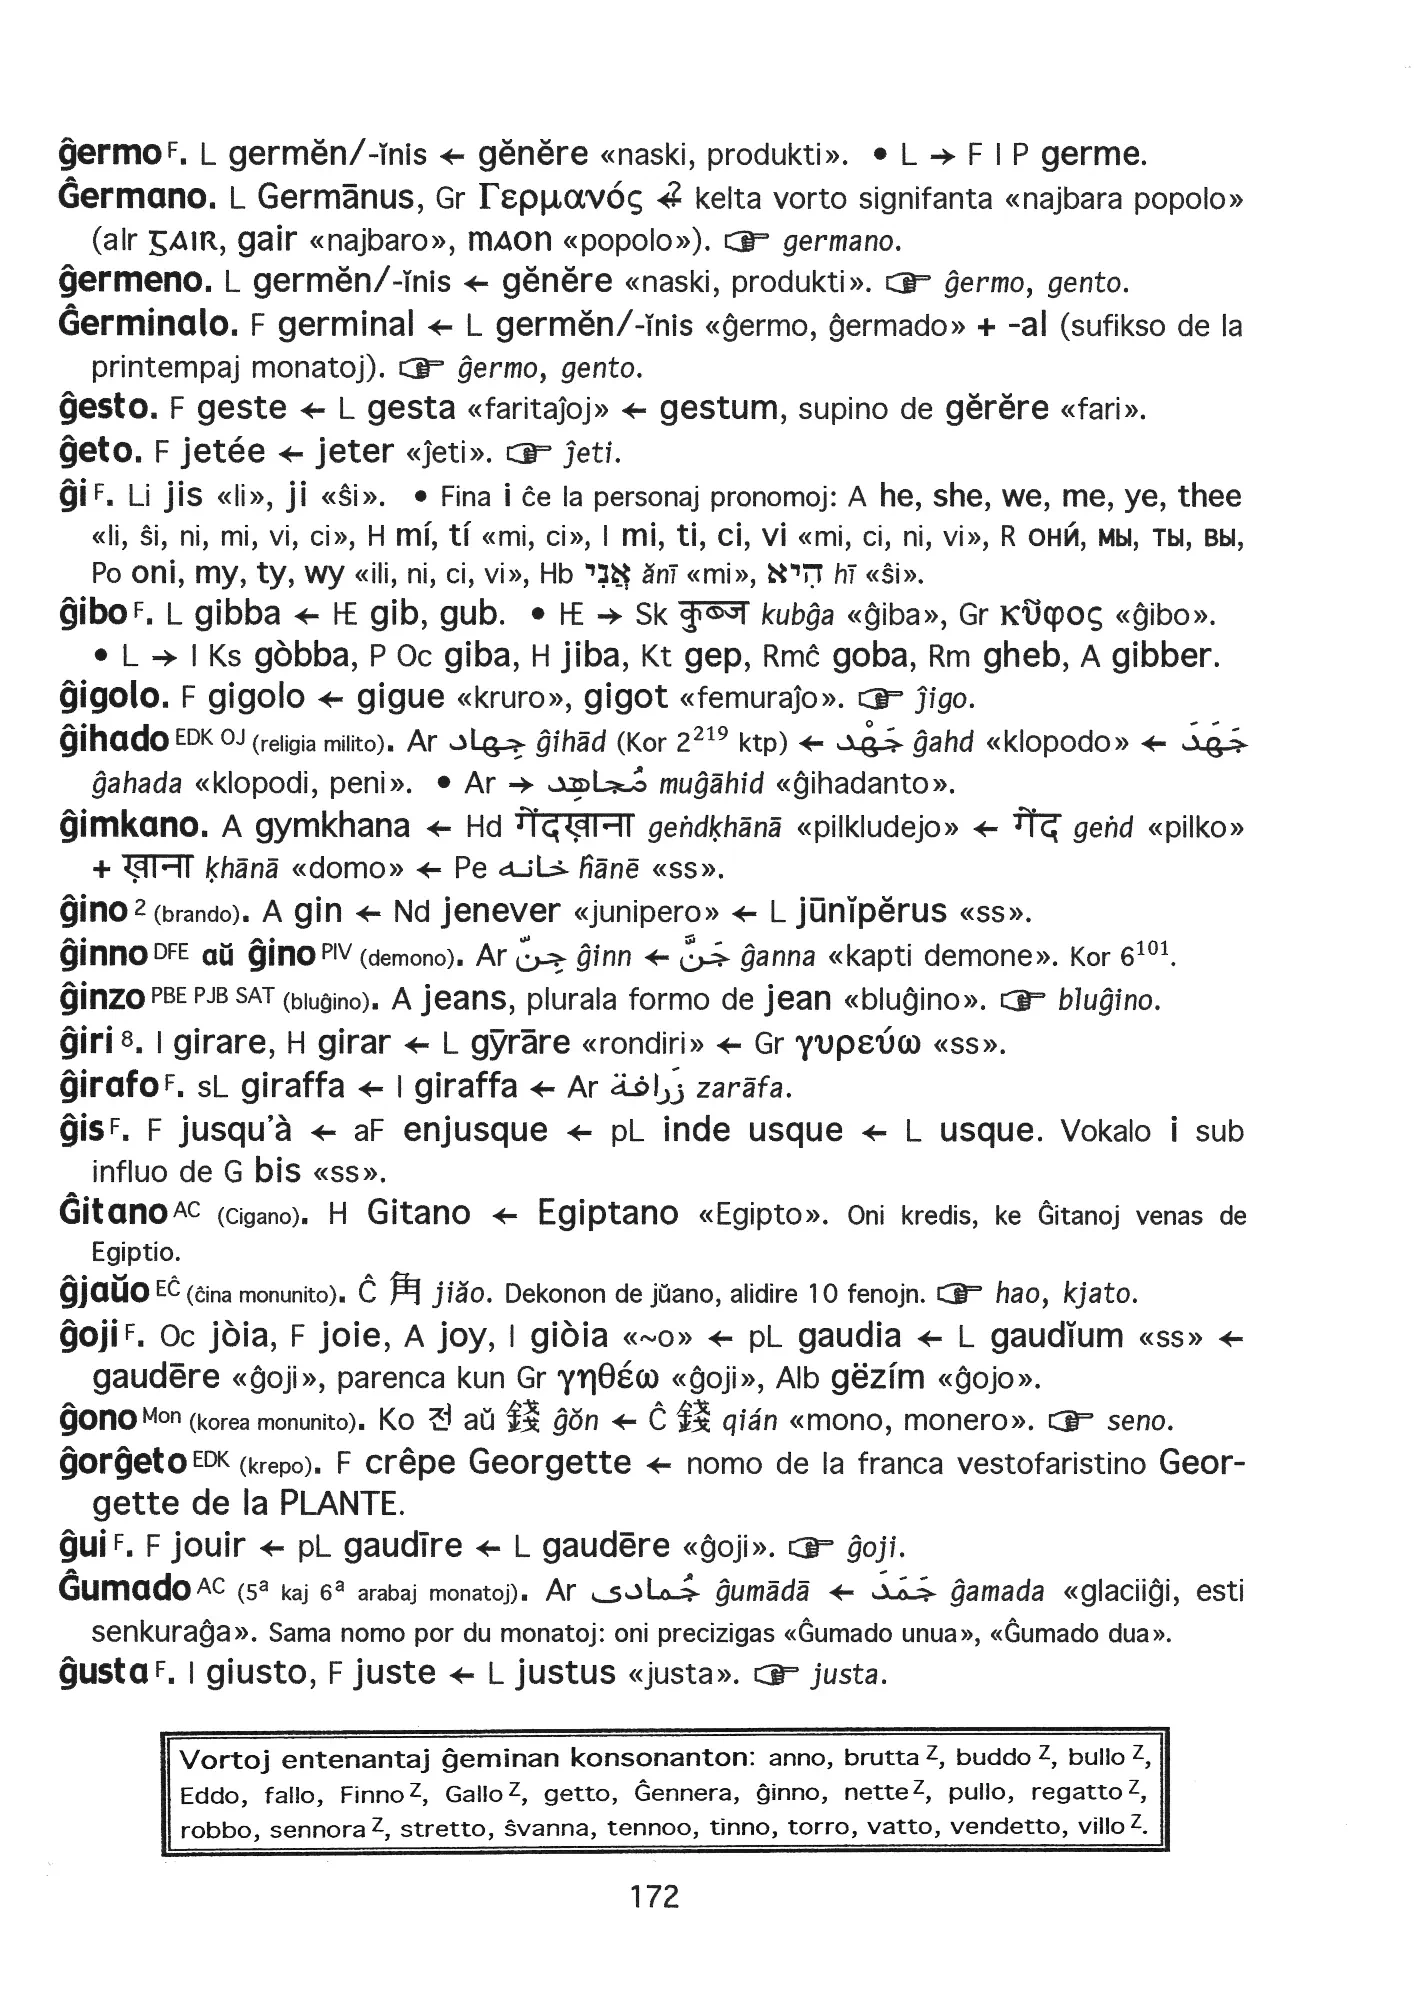 ĝermo F. L germĕn/-ĭnis ← gĕnĕre «naski, produkti». • L → F I P germe.
Ĝermano. L Germānus, Gr Γερμανός ⇠? kelta vorto signifanta «najbara popolo»
(aIr ᵹAIR, gair «najbaro», mAon «popolo»). ☞ germano.
ĝermeno. L germĕn/-ĭnis ← gĕnĕre «naski, produkti». ☞ ĝermo, gento.
Ĝerminalo. F germinal ← L germĕn/-ĭnis «ĝermo, ĝermado» + -al (sufikso de la
printempaj monatoj). ☞ ĝermo, gento.
ĝesto. F geste ← L gesta «faritaĵoj» ← gestum, supino de gĕrĕre «fari».
ĝeto. F jetée ← jeter «ĵeti». ☞ ĵeti.
ĝi F. Li jis «li», ji «ŝi». • Fina i ĉe la personaj pronomoj: A he, she, we, me, ye, thee
«li, ŝi, ni, mi, vi, ci», H mí, tí «mi, ci», I mi, ti, ci, vi «mi, ci, ni, vi», R они́, мы, ты, вы,
Po oni, my, ty, wy «ili, ni, ci, vi», Hb אֲנִי ănī «mi», הִיא hī «ŝi».
ĝibo F. L gibba ← IE gib, gub. • IE → Sk कुब्ज kubĝa «ĝiba», Gr κῦφος «ĝibo».
• L → I Ks gòbba, P Oc giba, H jiba, Kt gep, Rmĉ goba, Rm gheb, A gibber.
ĝigolo. F gigolo ← gigue «kruro», gigot «femuraĵo». ☞ ĵigo.
ĝihado EDK OJ (religia milito). Ar جِهاد ĝihād (Kor 2²¹⁹ ktp) ← جَهْد ĝahd «klopodo» ← جَهَدَ
ĝahada «klopodi, peni». • Ar → مُجاهِد muĝāhid «ĝihadanto».
ĝimkano. A gymkhana ← Hd गेंदख़ाना geṅdḳhānā «pilkludejo» ← गेंद geṅd «pilko»
+ ख़ाना ḳhānā «domo» ← Pe خانه ĥānē «ss».
ĝino 2 (brando). A gin ← Nd jenever «junipero» ← L jūnĭpĕrus «ss».
ĝinno DFE aŭ ĝino PIV (demono). Ar جِنّ ĝinn ← جَنَّ ĝanna «kapti demone». Kor 6¹⁰¹.
ĝinzo PBE PJB SAT (bluĝino). A jeans, plurala formo de jean «bluĝino». ☞ bluĝino.
ĝiri 8. I girare, H girar ← L gȳrāre «rondiri» ← Gr γυρεύω «ss».
ĝirafo F. sL giraffa ← I giraffa ← Ar زَرافة zarāfa.
ĝis F. F jusqu’à ← aF enjusque ← pL inde usque ← L usque. Vokalo i sub
influo de G bis «ss».
Ĝitano AC (Cigano). H Gitano ← Egiptano «Egipto». Oni kredis, ke Ĝitanoj venas de
Egiptio.
ĝjaŭo EĈ (ĉina monunito). Ĉ 角 jiăo. Dekonon de jŭano, alidire 10 fenojn. ☞ hao, kjato.
ĝoji F. Oc jòia, F joie, A joy, I giòia «~o» ← pL gaudia ← L gaudĭum «ss» ←
gaudēre «ĝoji», parenca kun Gr γηθέω «ĝoji», Alb gëzím «ĝojo».
ĝono Mon (korea monunito). Ko 전 aŭ 錢 ĝŏn ← Ĉ 錢 qián «mono, monero». ☞ seno.
ĝorĝeto EDK (krepo). F crêpe Georgette ← nomo de la franca vestofaristino Geor-
gette de la PLANTE.
ĝui F. F jouir ← pL gaudīre ← L gaudēre «ĝoji». ☞ ĝoji.
Ĝumado AC (5ª kaj 6ª arabaj monatoj). Ar جُمادى ĝumādā ← جَمَدَ ĝamada «glaciiĝi, esti
senkuraĝa». Sama nomo por du monatoj: oni precizigas «Ĝumado unua», «Ĝumado dua».
ĝusta F. I giusto, F juste ← L justus «justa». ☞ justa.
Vortoj entenantaj ĝeminan konsonanton: anno, brutta Z, buddo Z, bullo Z,
Eddo, fallo, Finno Z, Gallo Z, getto, Ĝennera, ĝinno, nette Z, pullo, regatto Z,
robbo, sennora Z, stretto, ŝvanna, tennoo, tinno, torro, vatto, vendetto, villo Z.
172